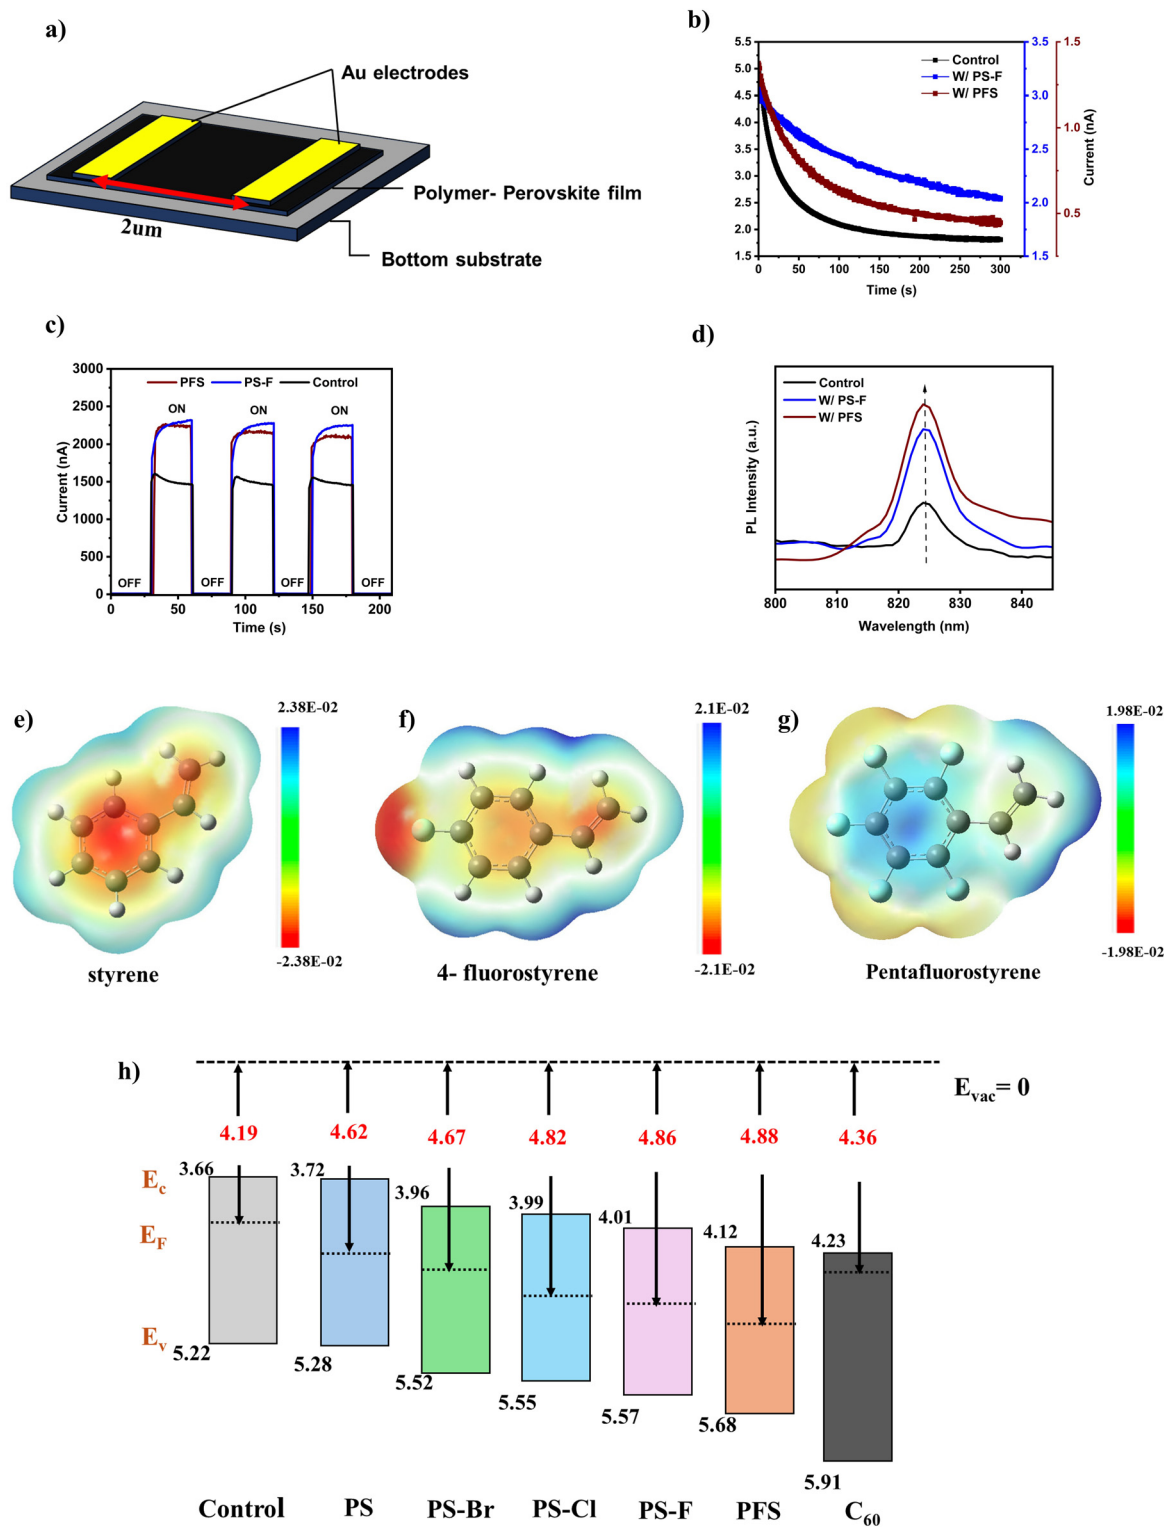 a)
Au electrodes
Polymer- Perovskite film
2um
Bottom substrate
b)
5.5
5.0
4.5
4.0
3.5
3.0
2.5
2.0
1.5
0
50
100
150
200
250
300
Time (s)
Control
W/ PS-F
W/ PFS
3.5
3.0
2.5
2.0
1.5
1.5
1.0
0.5
Current (nA)
c)
3000
2500
2000
1500
1000
500
0
Current (nA)
PFS
PS-F
Control
ON
ON
ON
OFF
OFF
OFF
OFF
0
50
100
150
200
Time (s)
d)
PL Intensity (a.u.)
Control
W/ PS-F
W/ PFS
800
810
820
830
840
Wavelength (nm)
e)
2.38E-02
-2.38E-02
styrene
f)
2.1E-02
-2.1E-02
4- fluorostyrene
g)
1.98E-02
-1.98E-02
Pentafluorostyrene
h)
Evac= 0
4.19
4.62
4.67
4.82
4.86
4.88
4.36
Ec
EF
Ev
3.66
3.72
3.96
3.99
4.01
4.12
4.23
5.22
5.28
5.52
5.55
5.57
5.68
5.91
Control
PS
PS-Br
PS-Cl
PS-F
PFS
C60